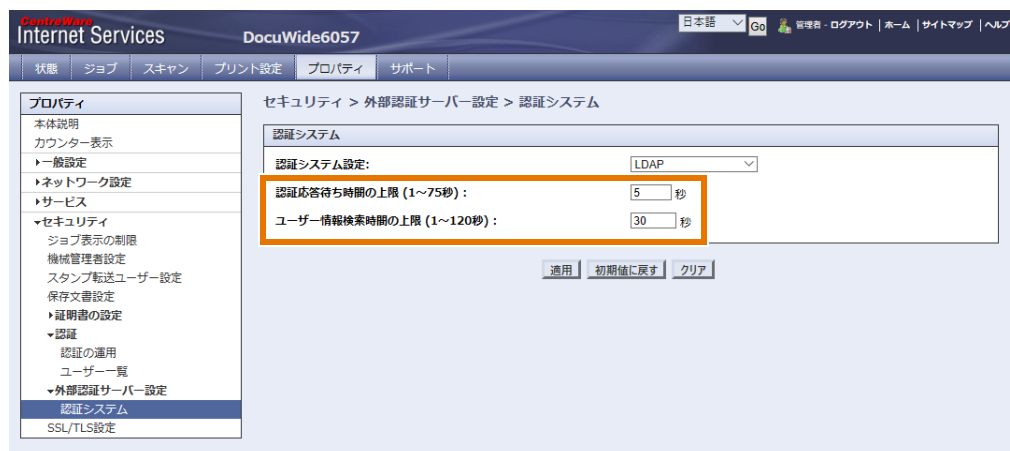 CentreWare
Internet Services
DocuWide6057
日本語 Go 管理者 - ログアウト | ホーム | サイトマップ | ヘルプ
状態 ジョブ スキャン プリント設定 プロパティ サポート
プロパティ
本体説明
カウンター表示
一般設定
ネットワーク設定
サービス
セキュリティ
ジョブ表示の制限
機械管理者設定
スタンプ転送ユーザー設定
保存文書設定
証明書の設定
認証
認証の運用
ユーザー一覧
外部認証サーバー設定
認証システム
SSL/TLS設定
セキュリティ > 外部認証サーバー設定 > 認証システム
認証システム
認証システム設定: LDAP
認証応答待ち時間の上限 (1～75秒) : 5 秒
ユーザー情報検索時間の上限 (1～120秒) : 30 秒
適用 初期値に戻す クリア